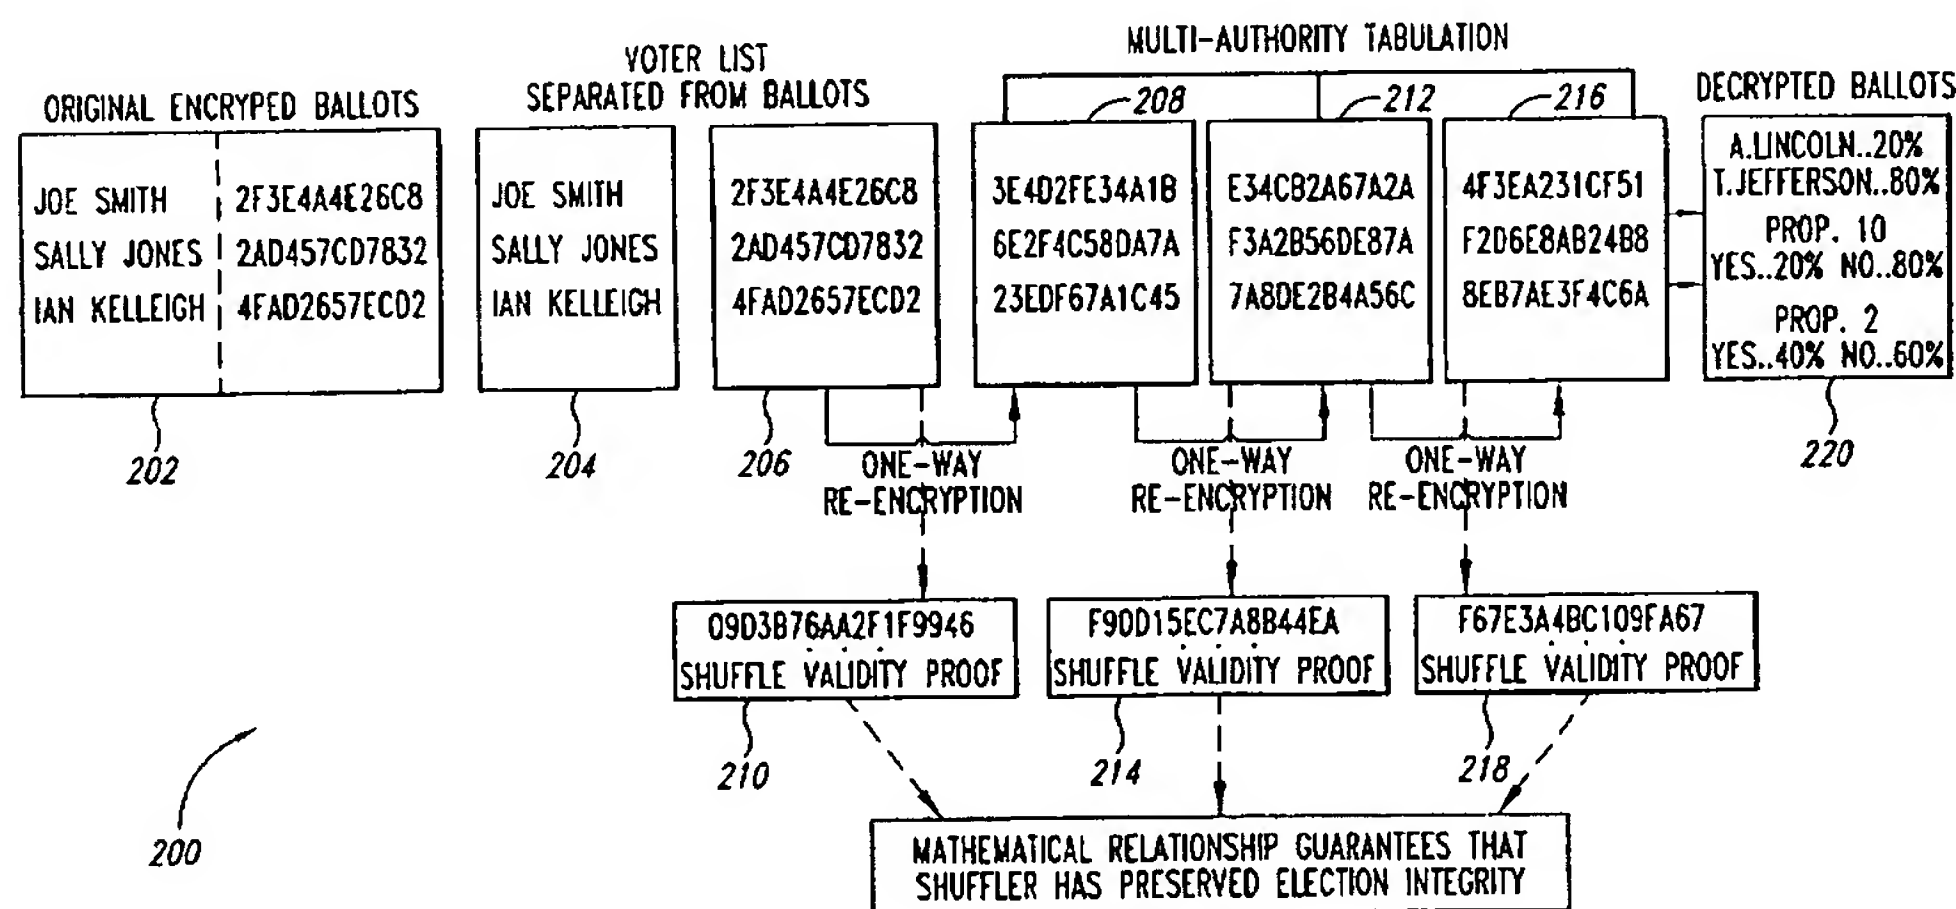 MULTI-AUTHORITY TABULATION
VOTER LIST
SEPARATED FROM BALLOTS
ORIGINAL ENCRYPED BALLOTS
DECRYPTED BALLOTS
208
212
216
JOE SMITH 2F3E4A4E26C8
SALLY JONES 2AD457CD7832
IAN KELLEIGH 4FAD2657ECD2
JOE SMITH
SALLY JONES
IAN KELLEIGH
2F3E4A4E26C8
2AD457CD7832
4FAD2657ECD2
3E4D2FE34A1B
6E2F4C58DA7A
23EDF67A1C45
E34CB2A67A2A
F3A2B56DE87A
7A8DE2B4A56C
4F3EA231CF51
F2D6E8AB24B8
8EB7AE3F4C6A
A.LINCOLN..20%
T.JEFFERSON..80%
PROP. 10
YES..20% NO..80%
PROP. 2
YES..40% NO..60%
202
204
206
220
ONE-WAY
RE-ENCRYPTION
ONE-WAY
RE-ENCRYPTION
ONE-WAY
RE-ENCRYPTION
09D3B76AA2F1F9946
SHUFFLE VALIDITY PROOF
F90D15EC7A8B44EA
SHUFFLE VALIDITY PROOF
F67E3A4BC109FA67
SHUFFLE VALIDITY PROOF
210
214
218
200
MATHEMATICAL RELATIONSHIP GUARANTEES THAT
SHUFFLER HAS PRESERVED ELECTION INTEGRITY